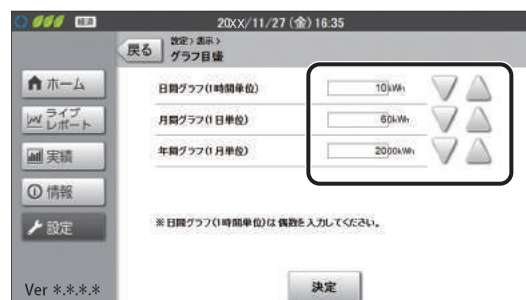 経済
20XX/11/27(金)16:35
戻る
設定> 表示>
グラフ目盛
ホーム
ライブ
レポート
実績
情報
設定
Ver *.*.*.*
日間グラフ(1時間単位)
10kWh
月間グラフ(1日単位)
60kWh
年間グラフ(1月単位)
2000kWh
※日間グラフ(1時間単位)は偶数を入力してください。
決定